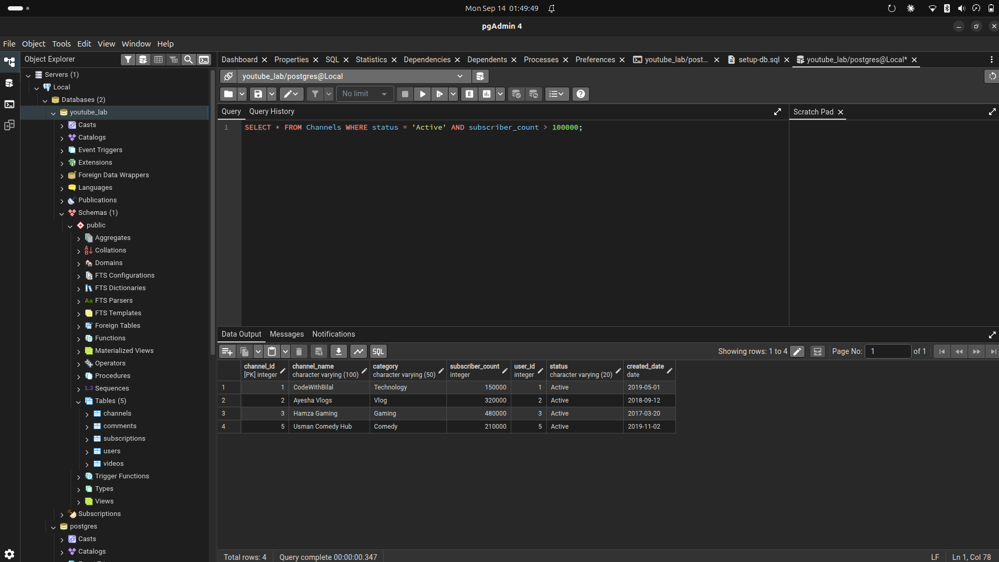 Mon Sep 14 01:49:49
pgAdmin 4
File Object Tools Edit View Window Help
Object Explorer
Servers (1)
Local
Databases (2)
youtube_lab
Casts
Catalogs
Event Triggers
Extensions
Foreign Data Wrappers
Languages
Publications
Schemas (1)
public
Aggregates
Collations
Domains
FTS Configurations
FTS Dictionaries
FTS Parsers
FTS Templates
Foreign Tables
Functions
Materialized Views
Operators
Procedures
1..3 Sequences
Tables (5)
channels
comments
subscriptions
users
videos
Trigger Functions
Types
Views
Subscriptions
postgres
Casts
Catalogs
Dashboard Properties SQL Statistics Dependencies Dependents Processes Preferences youtube_lab/post... setup-db.sql youtube_lab/postgres@Local*
youtube_lab/postgres@Local
No limit
Query Query History
Scratch Pad
1 SELECT * FROM Channels WHERE status = 'Active' AND subscriber_count > 100000;
Data Output Messages Notifications
SQL Showing rows: 1 to 4 Page No: 1 of 1
channel_id channel_name category subscriber_count user_id status created_date
[PK] integer character varying (100) character varying (50) integer integer character varying (20) date
1 1 CodeWithBilal Technology 150000 1 Active 2019-05-01
2 2 Ayesha Vlogs Vlog 320000 2 Active 2018-09-12
3 3 Hamza Gaming Gaming 480000 3 Active 2017-03-20
4 5 Usman Comedy Hub Comedy 210000 5 Active 2019-11-02
Total rows: 4 Query complete 00:00:00.347 LF Ln 1, Col 78